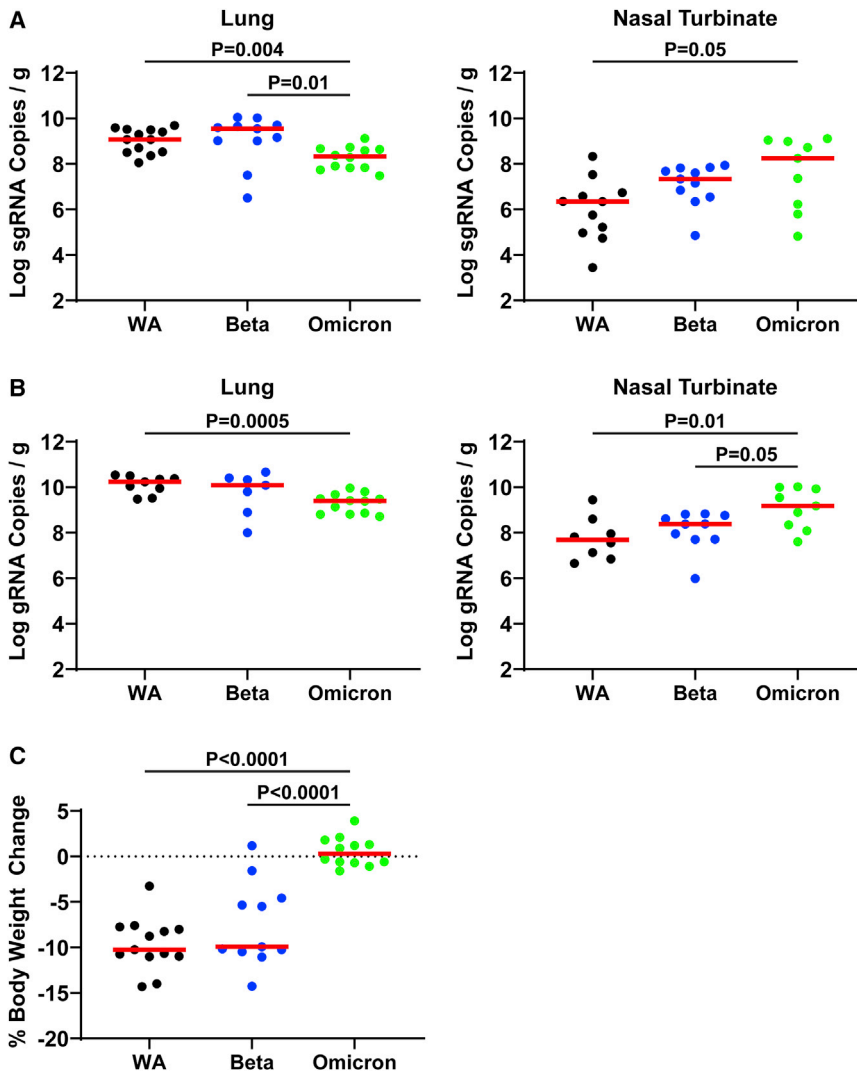 A
Lung
Nasal Turbinate
P=0.004
P=0.05
P=0.01
Log sgRNA Copies / g
12
10
8
6
4
2
WA Beta Omicron
Log sgRNA Copies / g
12
10
8
6
4
2
WA Beta Omicron
B
Lung
Nasal Turbinate
P=0.0005
P=0.01
P=0.05
Log gRNA Copies / g
12
10
8
6
4
2
WA Beta Omicron
Log gRNA Copies / g
12
10
8
6
4
2
WA Beta Omicron
C
P<0.0001
P<0.0001
% Body Weight Change
5
0
-5
-10
-15
-20
WA Beta Omicron